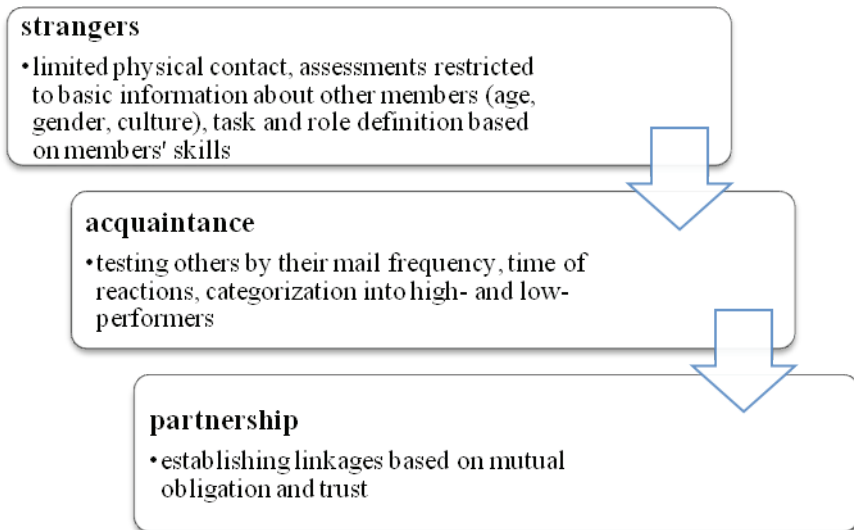 strangers
•limited physical contact, assessments restricted
to basic information about other members (age,
gender, culture), task and role definition based
on members' skills
acquaintance
•testing others by their mail frequency, time of
reactions, categorization into high- and low-
performers
partnership
•establishing linkages based on mutual
obligation and trust